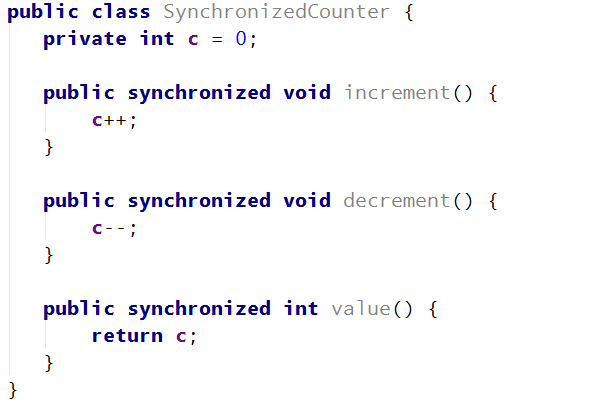 public class SynchronizedCounter {
private int c = 0;
public synchronized void increment() {
c++;
}
public synchronized void decrement() {
c--;
}
public synchronized int value() {
return c;
}
}